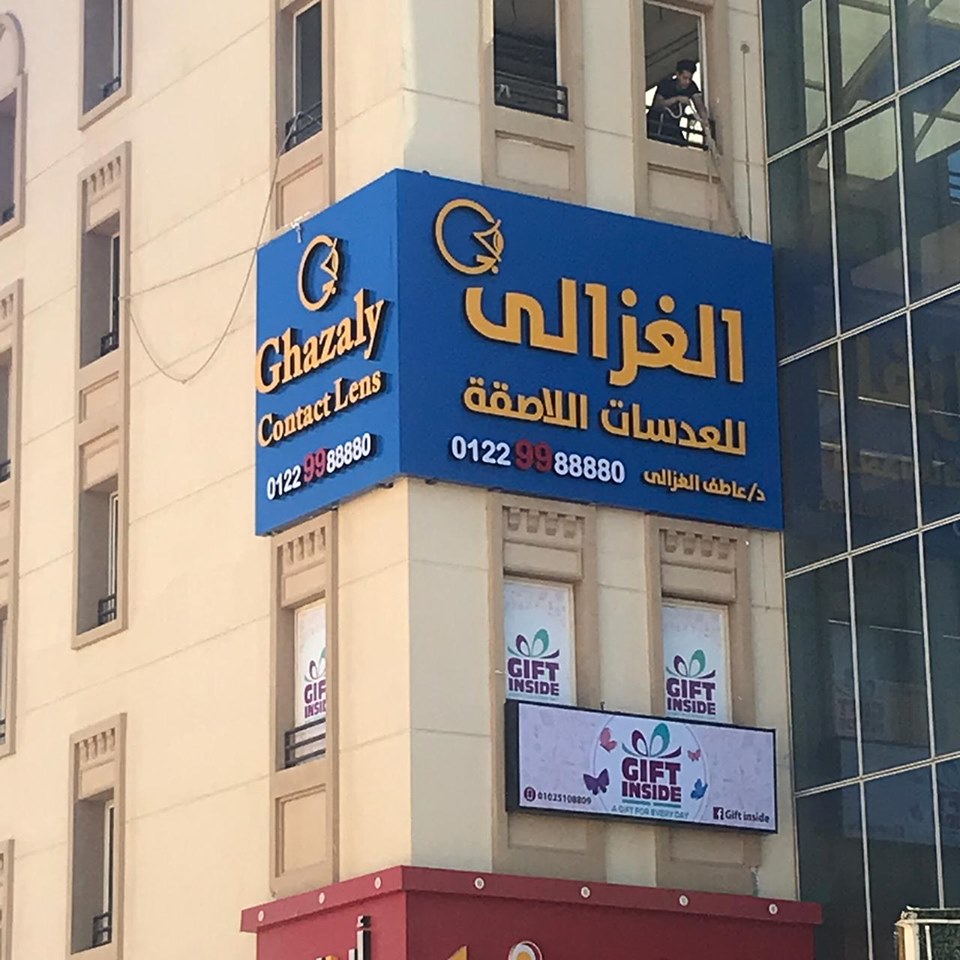 Ghazaly
Contact Lens
0122 99 88880
الغزالى
للعدسات اللاصقة
0122 99 88880
د/عاطف الغزالى
GIFT
INSIDE
GIFT
INSIDE
GIFT
INSIDE
GIFT
INSIDE
A GIFT FOR EVERY DAY
01025108809
Gift inside